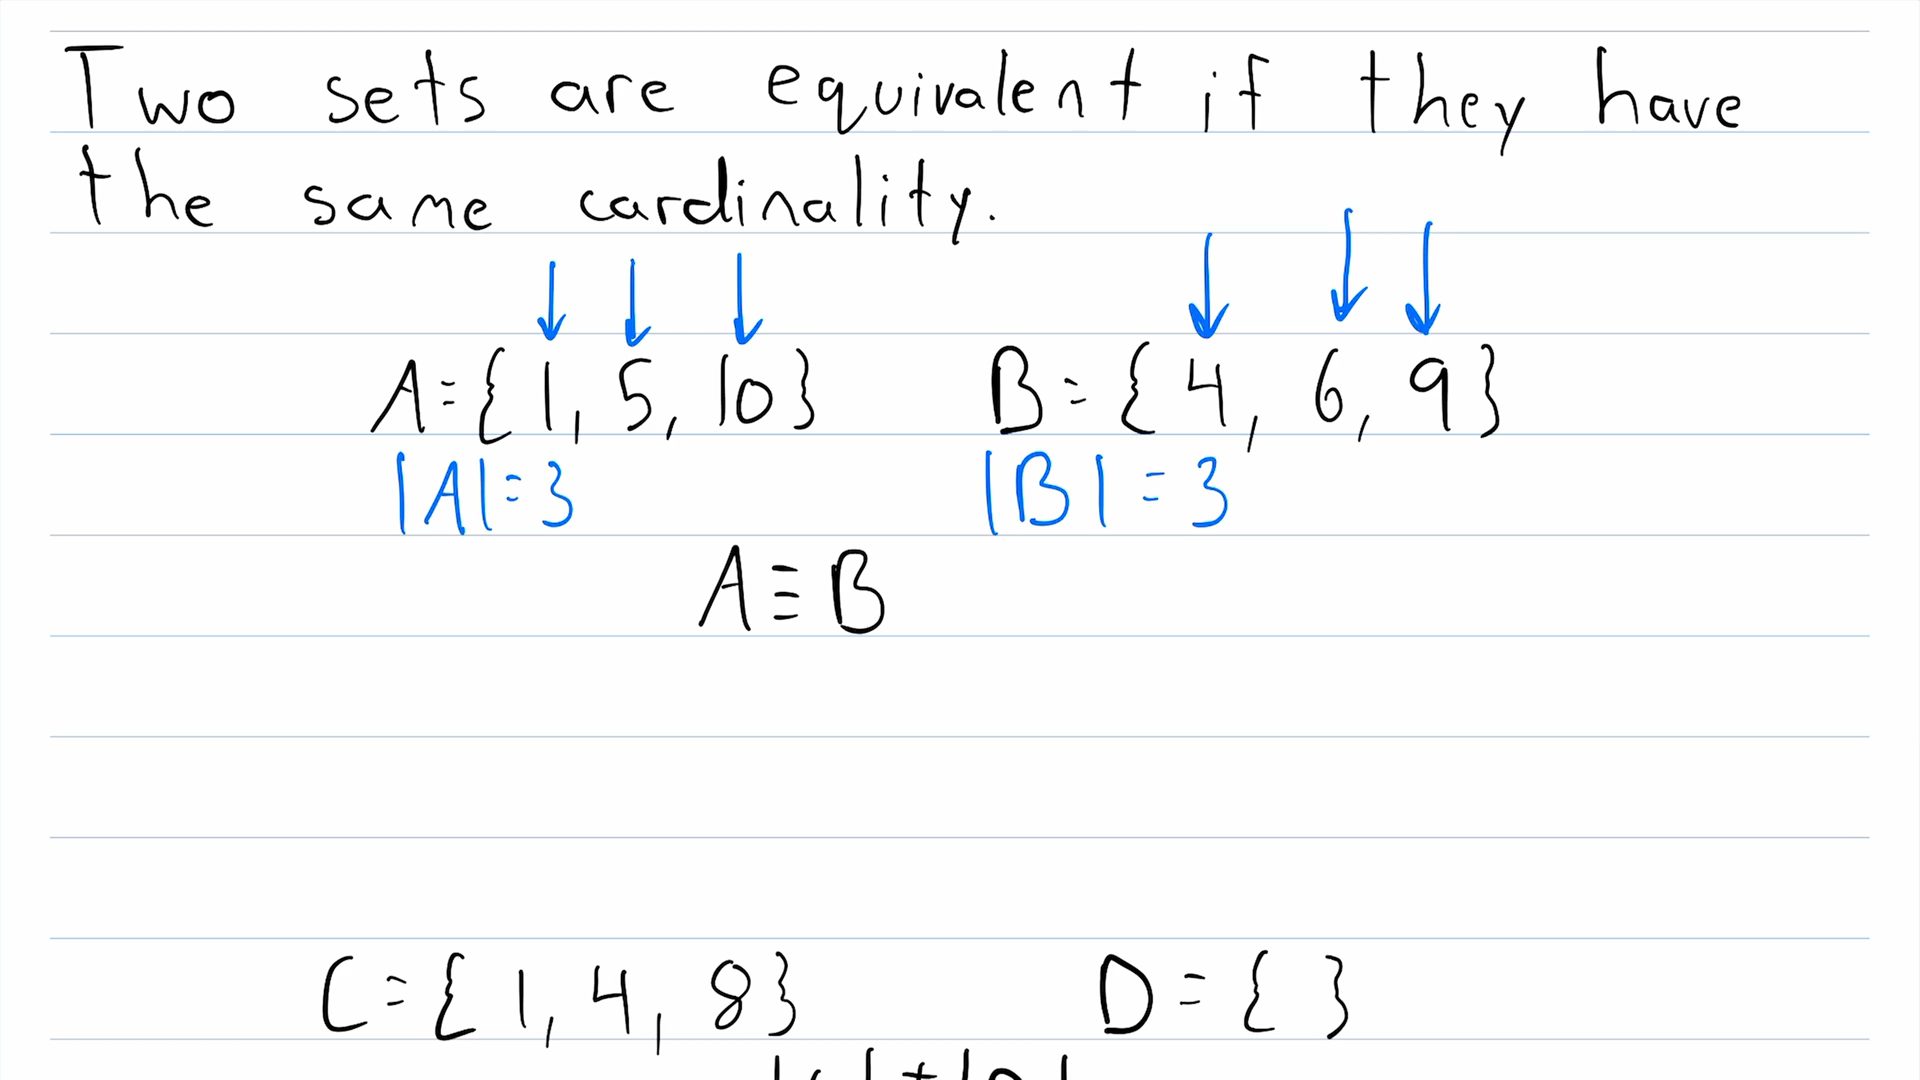 Two sets are equivalent if they have
the same cardinality.
A={1, 5, 10} B={4, 6, 9}
|A|=3 |B|=3
A≡B
C={1, 4, 8} D={ }